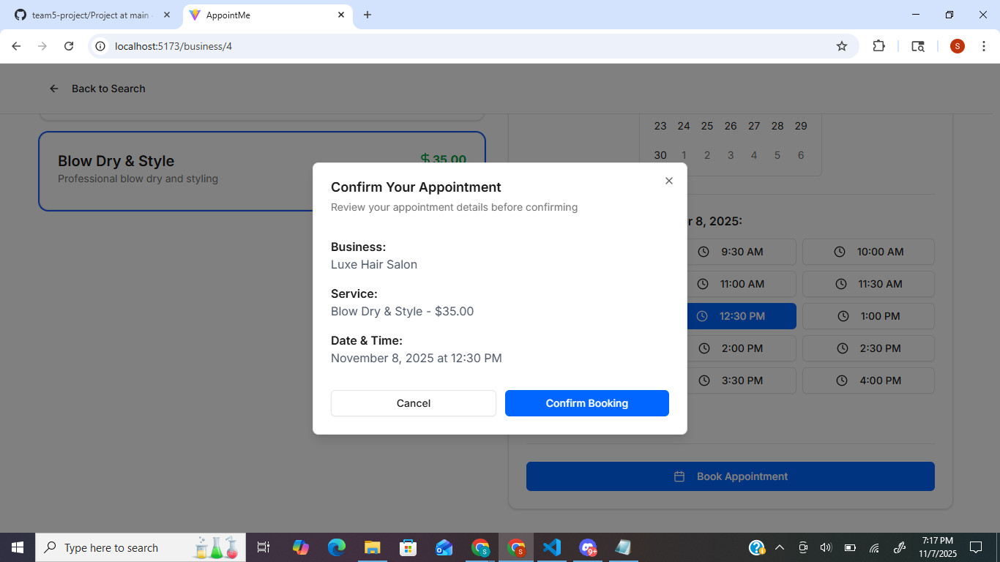 team5-project/Project at main
AppointMe
localhost:5173/business/4
S
Back to Search
23 24 25 26 27 28 29
30 1 2 3 4 5 6
Blow Dry & Style
$35.00
Professional blow dry and styling
r 8, 2025:
9:30 AM
10:00 AM
11:00 AM
11:30 AM
12:30 PM
1:00 PM
2:00 PM
2:30 PM
3:30 PM
4:00 PM
Confirm Your Appointment
Review your appointment details before confirming
Business:
Luxe Hair Salon
Service:
Blow Dry & Style - $35.00
Date & Time:
November 8, 2025 at 12:30 PM
Cancel
Confirm Booking
Book Appointment
Type here to search
S
S
9+
7:17 PM
11/7/2025